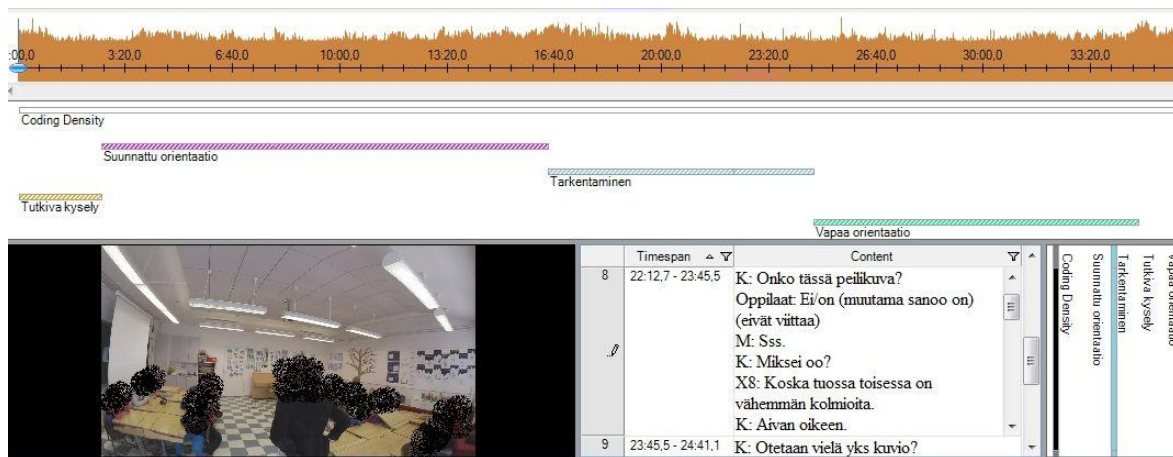 :00,0 3:20,0 6:40,0 10:00,0 13:20,0 16:40,0 20:00,0 23:20,0 26:40,0 30:00,0 33:20,0
Coding Density
Suunnattu orientaatio
Tarkentaminen
Tutkiva kysely
Vapaa orientaatio
Timespan Content
8 22:12,7 - 23:45,5 K: Onko tässä peilikuva?
Oppilaat: Ei/on (muutama sanoo on)
(eivät viittaa)
M: Sss.
K: Miksei oo?
X8: Koska tuossa toisessa on
vähemmän kolmioita.
K: Aivan oikeen.
9 23:45,5 - 24:41,1 K: Otetaan vielä yks kuvio?
Coding Density
Suunnattu orientaatio
Tarkentaminen
Tutkiva kysely